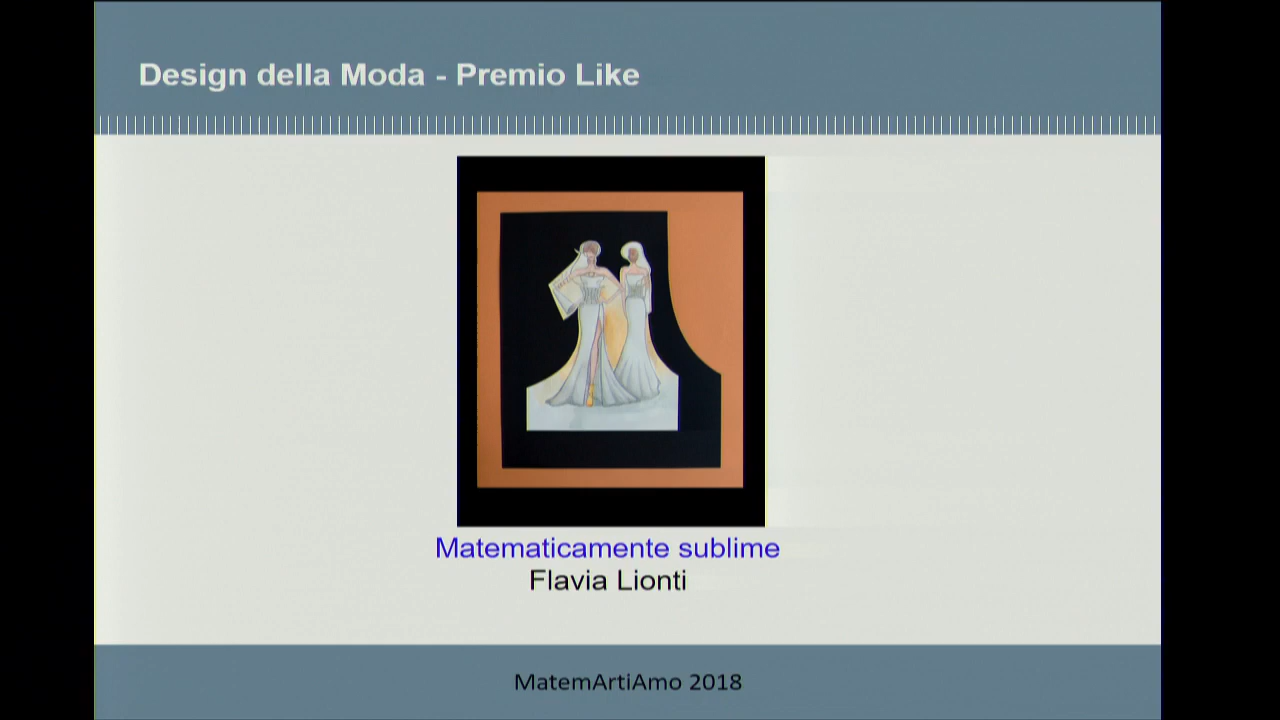 Design della Moda - Premio Like
Matematicamente sublime
Flavia Lionti
MatemArtiAmo 2018